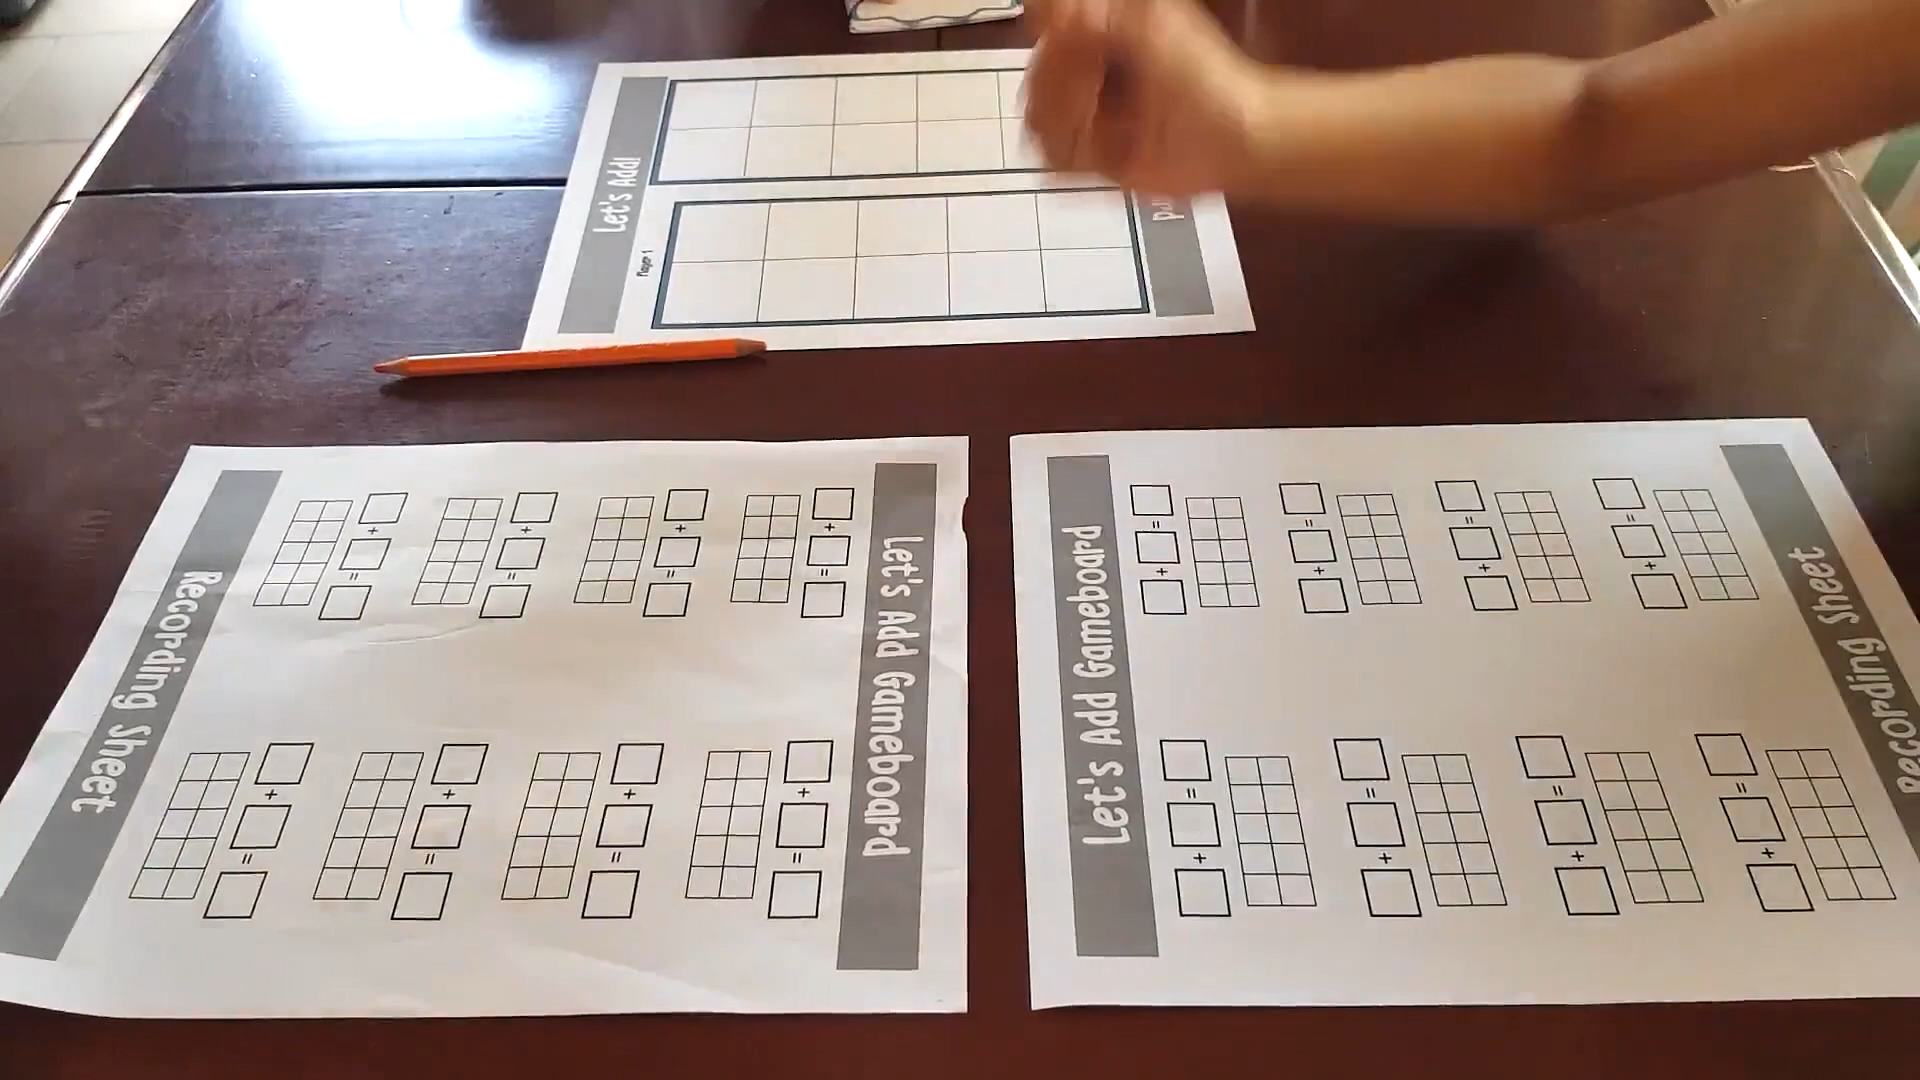 Let's Add!
Player 1
Let's Add Gameboard
+ =
+ =
+ =
+ =
+ =
+ =
+ =
+ =
Recording Sheet
Let's Add Gameboard
+ =
+ =
+ =
+ =
+ =
+ =
+ =
+ =
Recording Sheet